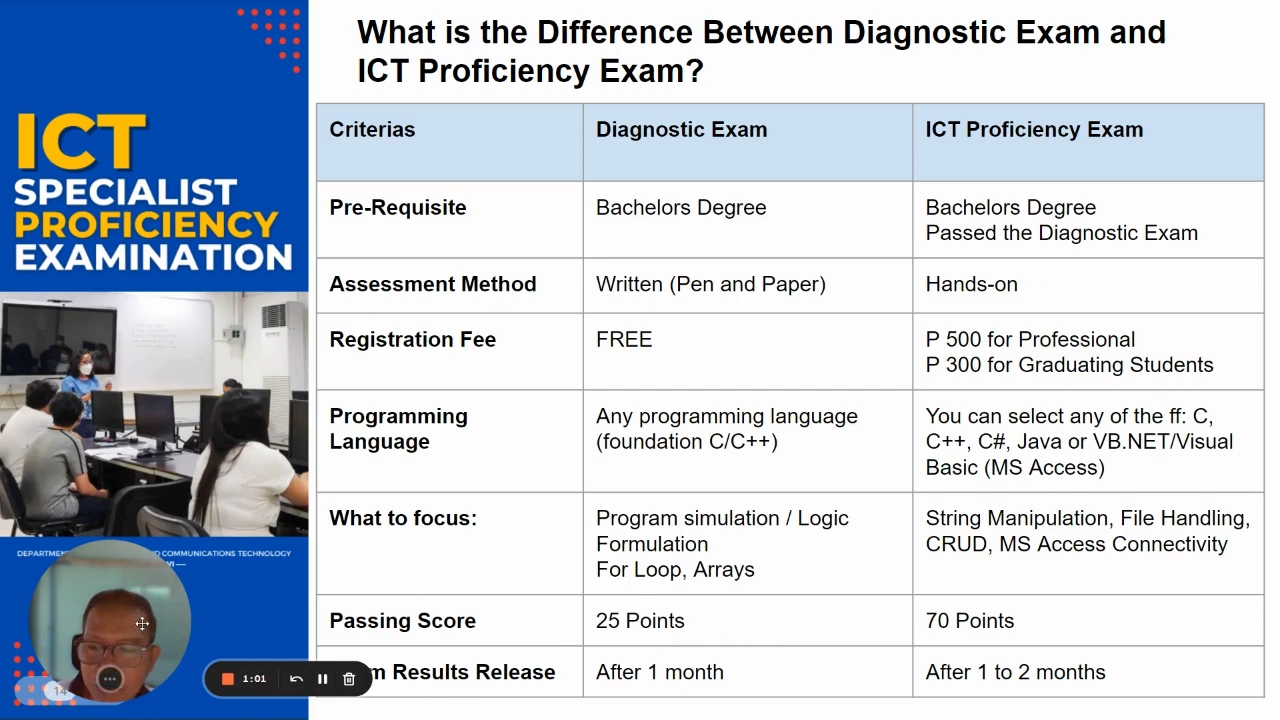 What is the Difference Between Diagnostic Exam and
ICT Proficiency Exam?
ICT
SPECIALIST
PROFICIENCY
EXAMINATION
Criterias
Diagnostic Exam
ICT Proficiency Exam
Pre-Requisite
Bachelors Degree
Bachelors Degree
Passed the Diagnostic Exam
Assessment Method
Written (Pen and Paper)
Hands-on
Registration Fee
FREE
P 500 for Professional
P 300 for Graduating Students
Programming
Language
Any programming language
(foundation C/C++)
You can select any of the ff: C,
C++, C#, Java or VB.NET/Visual
Basic (MS Access)
What to focus:
Program simulation / Logic
Formulation
For Loop, Arrays
String Manipulation, File Handling,
CRUD, MS Access Connectivity
Passing Score
25 Points
70 Points
Results Release
After 1 month
After 1 to 2 months
COMMUNICATIONS TECHNOLOGY
1:01
14